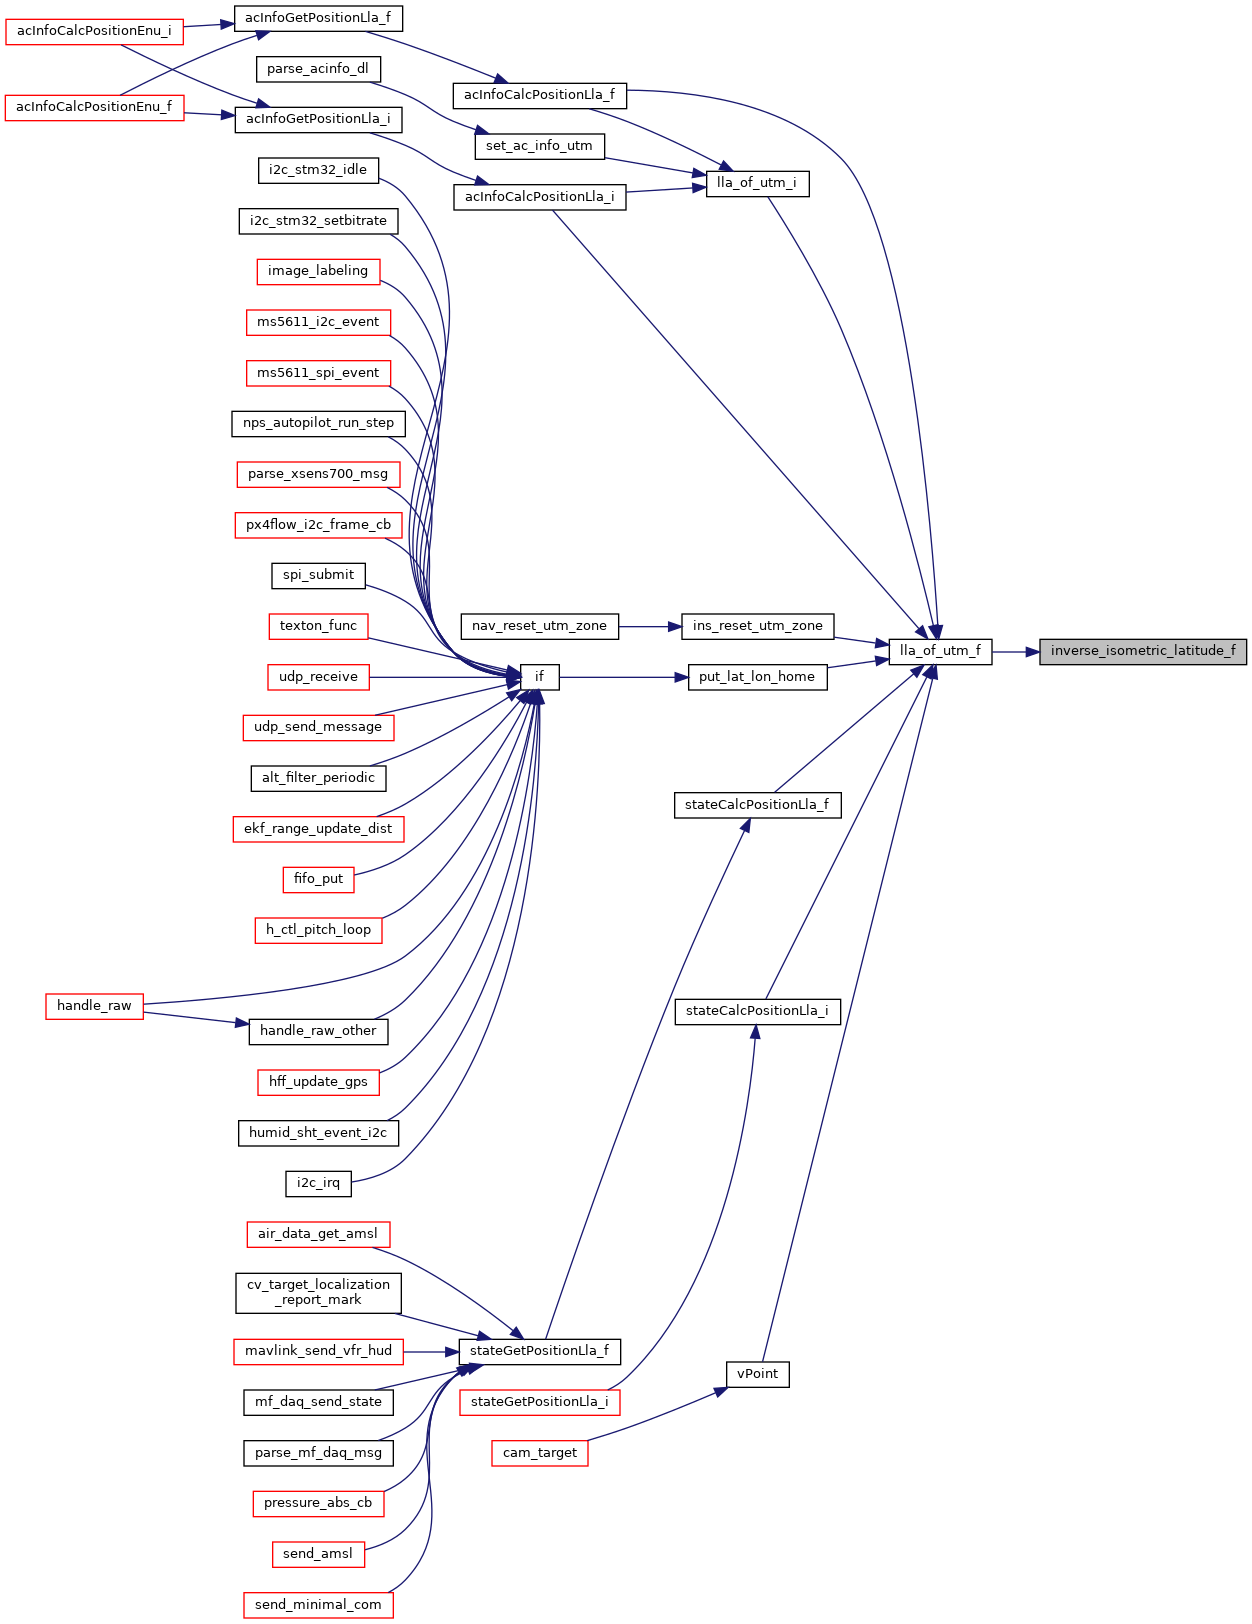 acInfoGetPositionLla_f
acInfoCalcPositionEnu_i
parse_acinfo_dl
acInfoCalcPositionLla_f
acInfoCalcPositionEnu_f
acInfoGetPositionLla_i
set_ac_info_utm
i2c_stm32_idle
lla_of_utm_i
acInfoCalcPositionLla_i
i2c_stm32_setbitrate
image_labeling
ms5611_i2c_event
ms5611_spi_event
nps_autopilot_run_step
parse_xsens700_msg
px4flow_i2c_frame_cb
spi_submit
texton_func
nav_reset_utm_zone
ins_reset_utm_zone
lla_of_utm_f
inverse_isometric_latitude_f
udp_receive
if
put_lat_lon_home
udp_send_message
alt_filter_periodic
stateCalcPositionLla_f
ekf_range_update_dist
fifo_put
h_ctl_pitch_loop
handle_raw
stateCalcPositionLla_i
handle_raw_other
hff_update_gps
humid_sht_event_i2c
i2c_irq
air_data_get_amsl
cv_target_localization
_report_mark
mavlink_send_vfr_hud
stateGetPositionLla_f
vPoint
mf_daq_send_state
stateGetPositionLla_i
parse_mf_daq_msg
cam_target
pressure_abs_cb
send_amsl
send_minimal_com